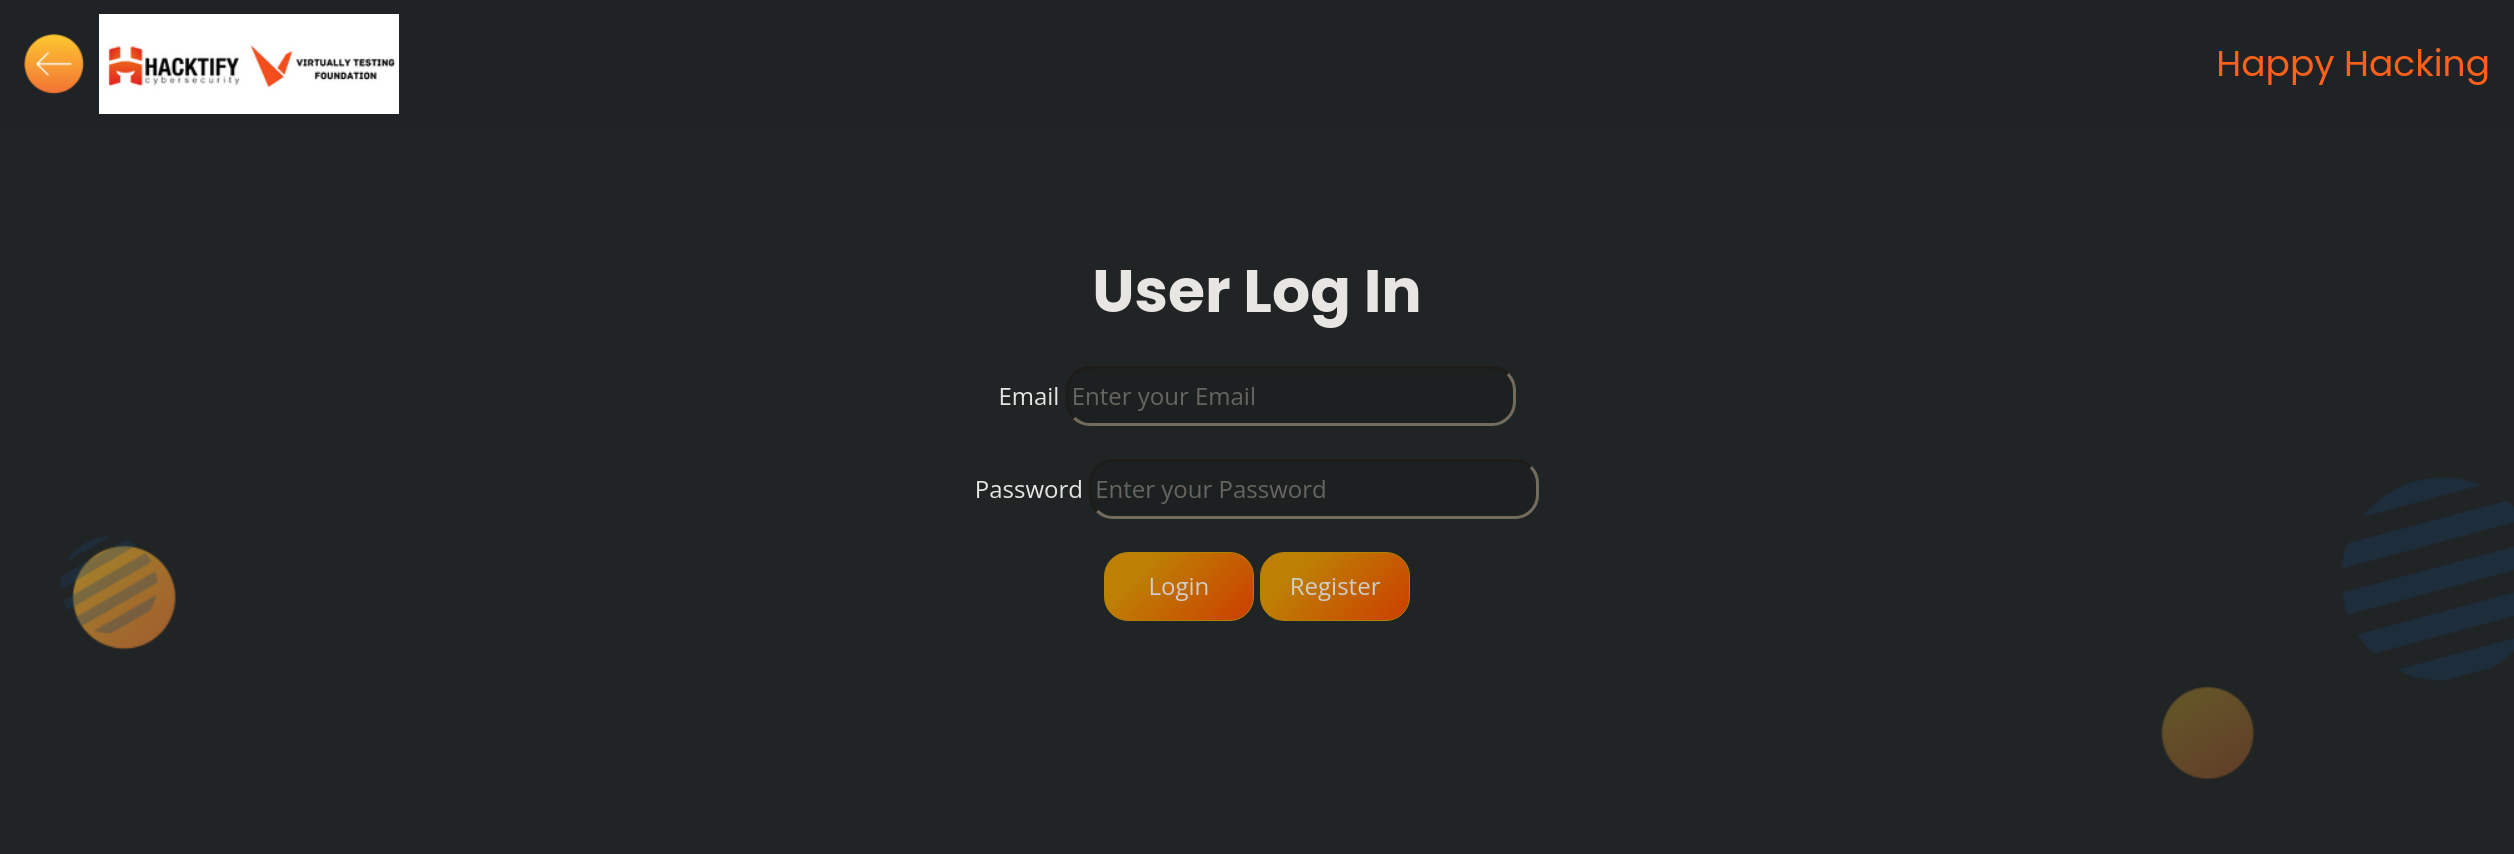 HACKTIFY
cybersecurity
VIRTUALLY TESTING
FOUNDATION
Happy Hacking
User Log In
Email Enter your Email
Password Enter your Password
Login Register